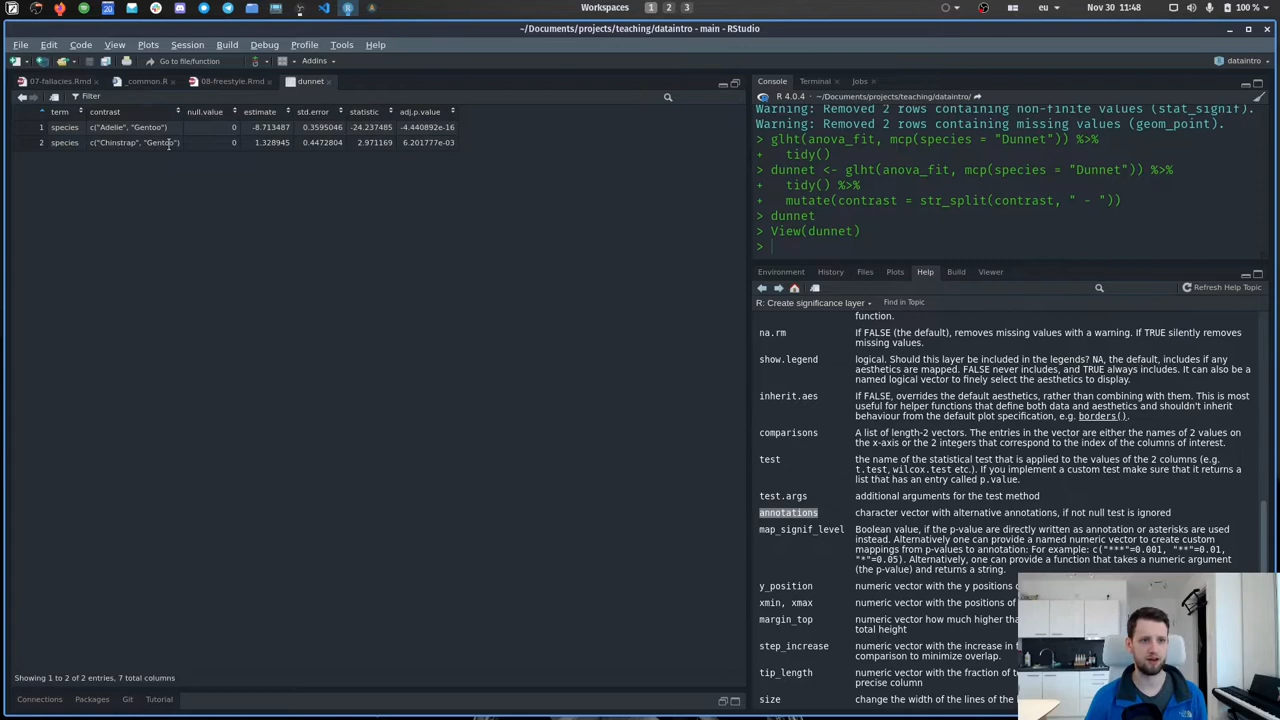 Workspaces 1 2 3
eu
Nov 11 11:48
100 %
~/Documents/projects/teaching/dataintro - main - RStudio
File Edit Code View Plots Session Build Debug Profile Tools Help
Go to file/function
Addins
dataintro
07-fallacies.Rmd
_common.R
08-freestyle.Rmd
dunnet
Filter
term contrast null.value estimate std.error statistic adj.p.value
1 species c("Adelie", "Gentoo") 0 -8.713487 0.3595046 -24.237485 -4.440892e-16
2 species c("Chinstrap", "Gentoo") 0 1.328945 0.4472804 2.971169 6.201777e-03
Showing 1 to 2 of 2 entries, 7 total columns
Connections Packages Git Tutorial
Console Terminal Jobs
R 4.0.4 · ~/Documents/projects/teaching/dataintro/
Warning: Removed 2 rows containing non-finite values (stat_signif).
Warning: Removed 2 rows containing missing values (geom_point).
> glht(anova_fit, mcp(species = "Dunnet")) %>%
+ tidy()
> dunnet <- glht(anova_fit, mcp(species = "Dunnet")) %>%
+ tidy() %>%
+ mutate(contrast = str_split(contrast, " - "))
> dunnet
> View(dunnet)
>
Environment History Files Plots Help Build Viewer
Refresh Help Topic
R: Create significance layer
Find in Topic
function.
na.rm If FALSE (the default), removes missing values with a warning. If TRUE silently removes
missing values.
show.legend logical. Should this layer be included in the legends? NA, the default, includes if any
aesthetics are mapped. FALSE never includes, and TRUE always includes. It can also be a
named logical vector to finely select the aesthetics to display.
inherit.aes If FALSE, overrides the default aesthetics, rather than combining with them. This is most
useful for helper functions that define both data and aesthetics and shouldn't inherit
behaviour from the default plot specification, e.g. borders().
comparisons A list of length-2 vectors. The entries in the vector are either the names of 2 values on
the x-axis or the 2 integers that correspond to the index of the columns of interest.
test the name of the statistical test that is applied to the values of the 2 columns (e.g.
t.test, wilcox.test etc.). If you implement a custom test make sure that it returns a
list that has an entry called p.value.
test.args additional arguments for the test method
annotations character vector with alternative annotations, if not null test is ignored
map_signif_level Boolean value, if the p-value are directly written as annotation or asterisks are used
instead. Alternatively one can provide a named numeric vector to create custom
mappings from p-values to annotation: For example: c("***"=0.001, "**"=0.01,
"*"=0.05). Alternatively, one can provide a function that takes a numeric argument
(the p-value) and returns a string.
y_position numeric vector with the y positions
xmin, xmax numeric vector with the positions of
margin_top numeric vector how much higher
total height
step_increase numeric vector with the increase in
comparison to minimize overlap.
tip_length numeric vector with the fraction of
precise column
size change the width of the lines of the